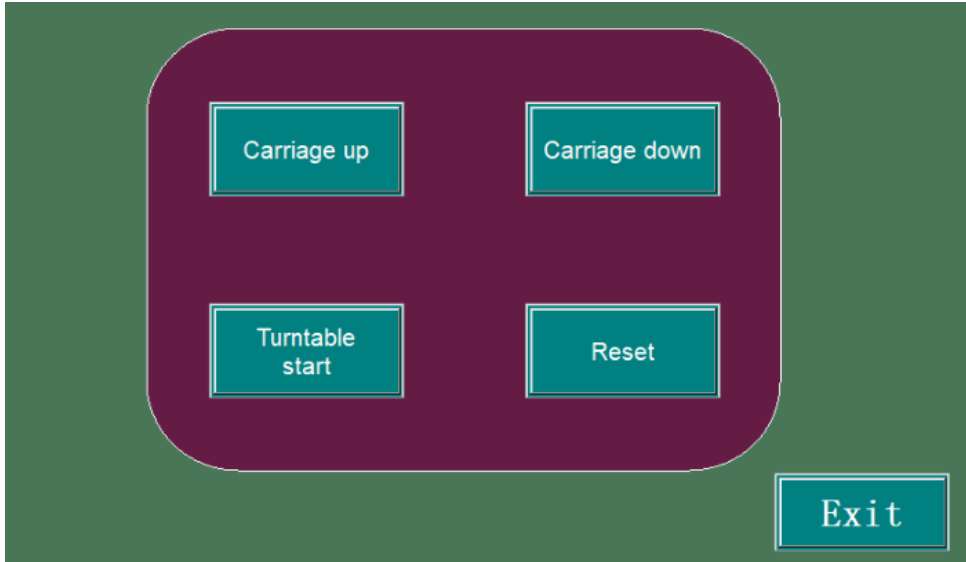 Carriage up
Carriage down
Turntable
start
Reset
Exit